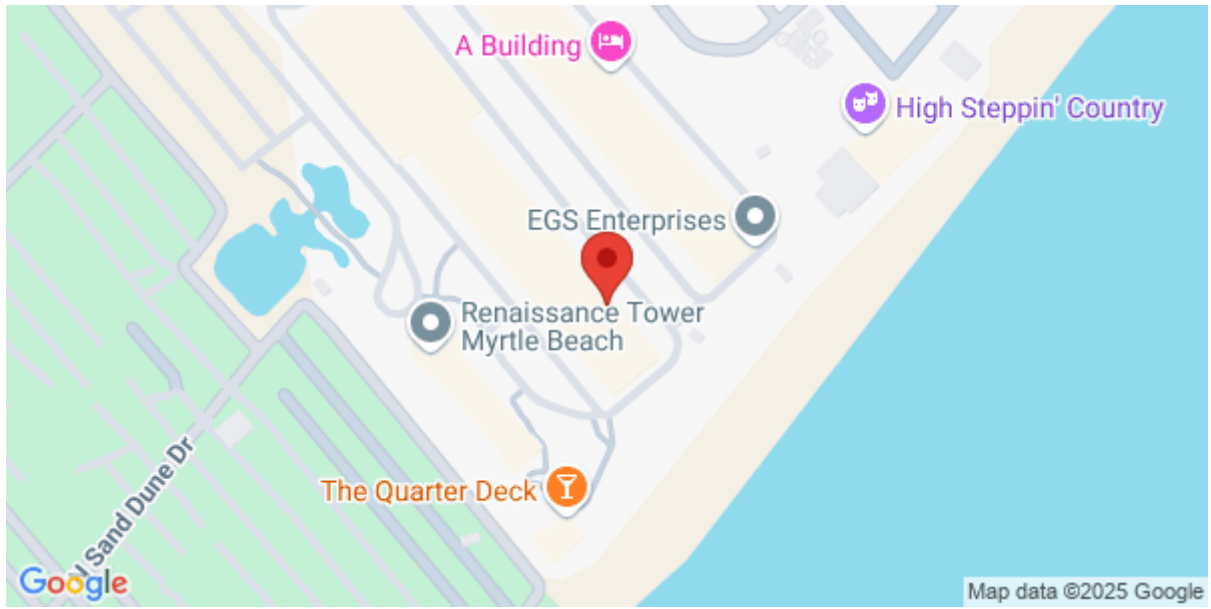 A Building
High Steppin' Country
EGS Enterprises
Renaissance Tower
Myrtle Beach
The Quarter Deck
N Sand Dune Dr
Google
Map data ©2025 Google